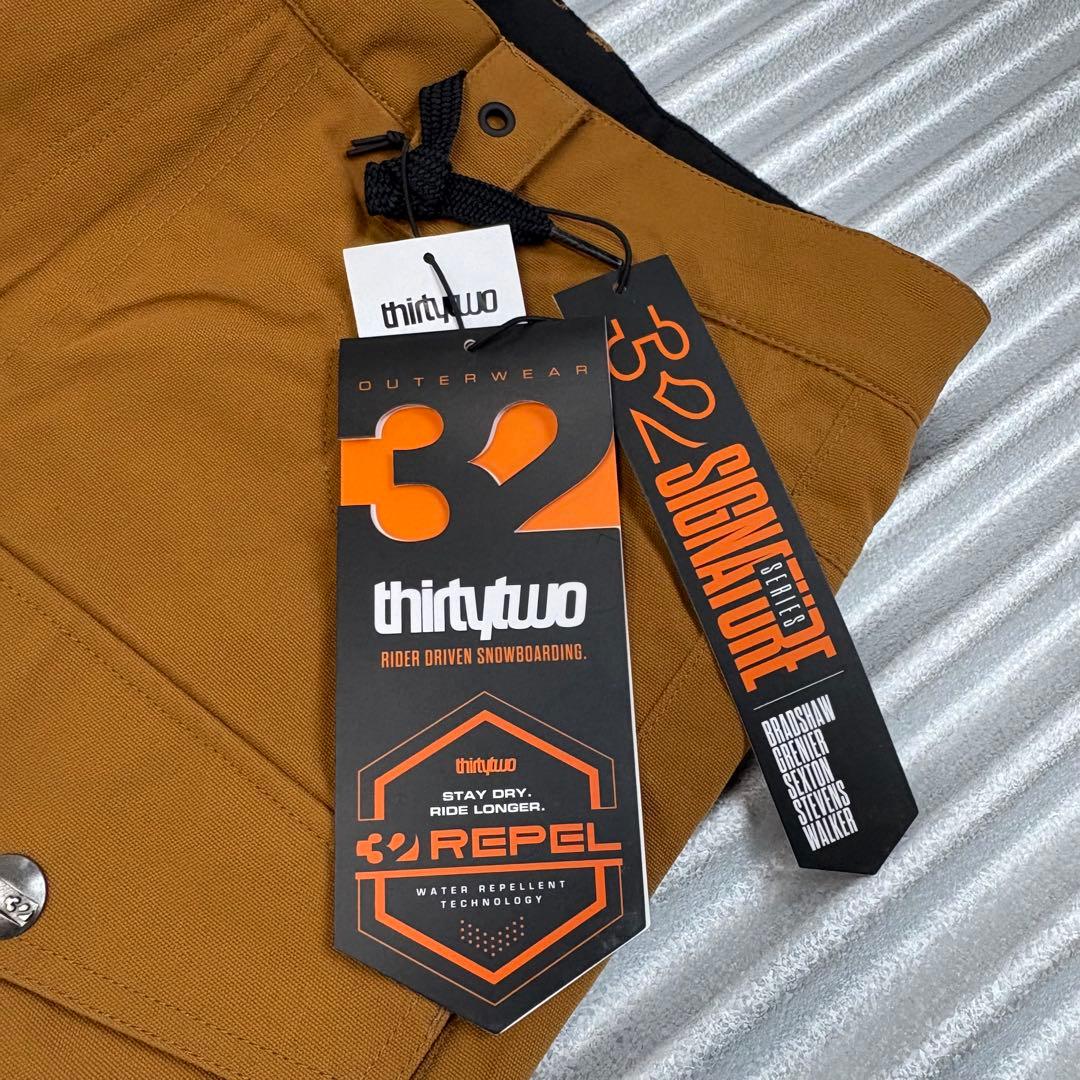 thirtytwo
OUTERWEAR
32
thirtytwo
RIDER DRIVEN SNOWBOARDING.
thirtytwo
STAY DRY.
RIDE LONGER.
32 REPEL
WATER REPELLENT
TECHNOLOGY
32
SIGNATURE
SERIES
BRADSHAW
GRENIER
SEXTON
STEVENS
WALKER
32